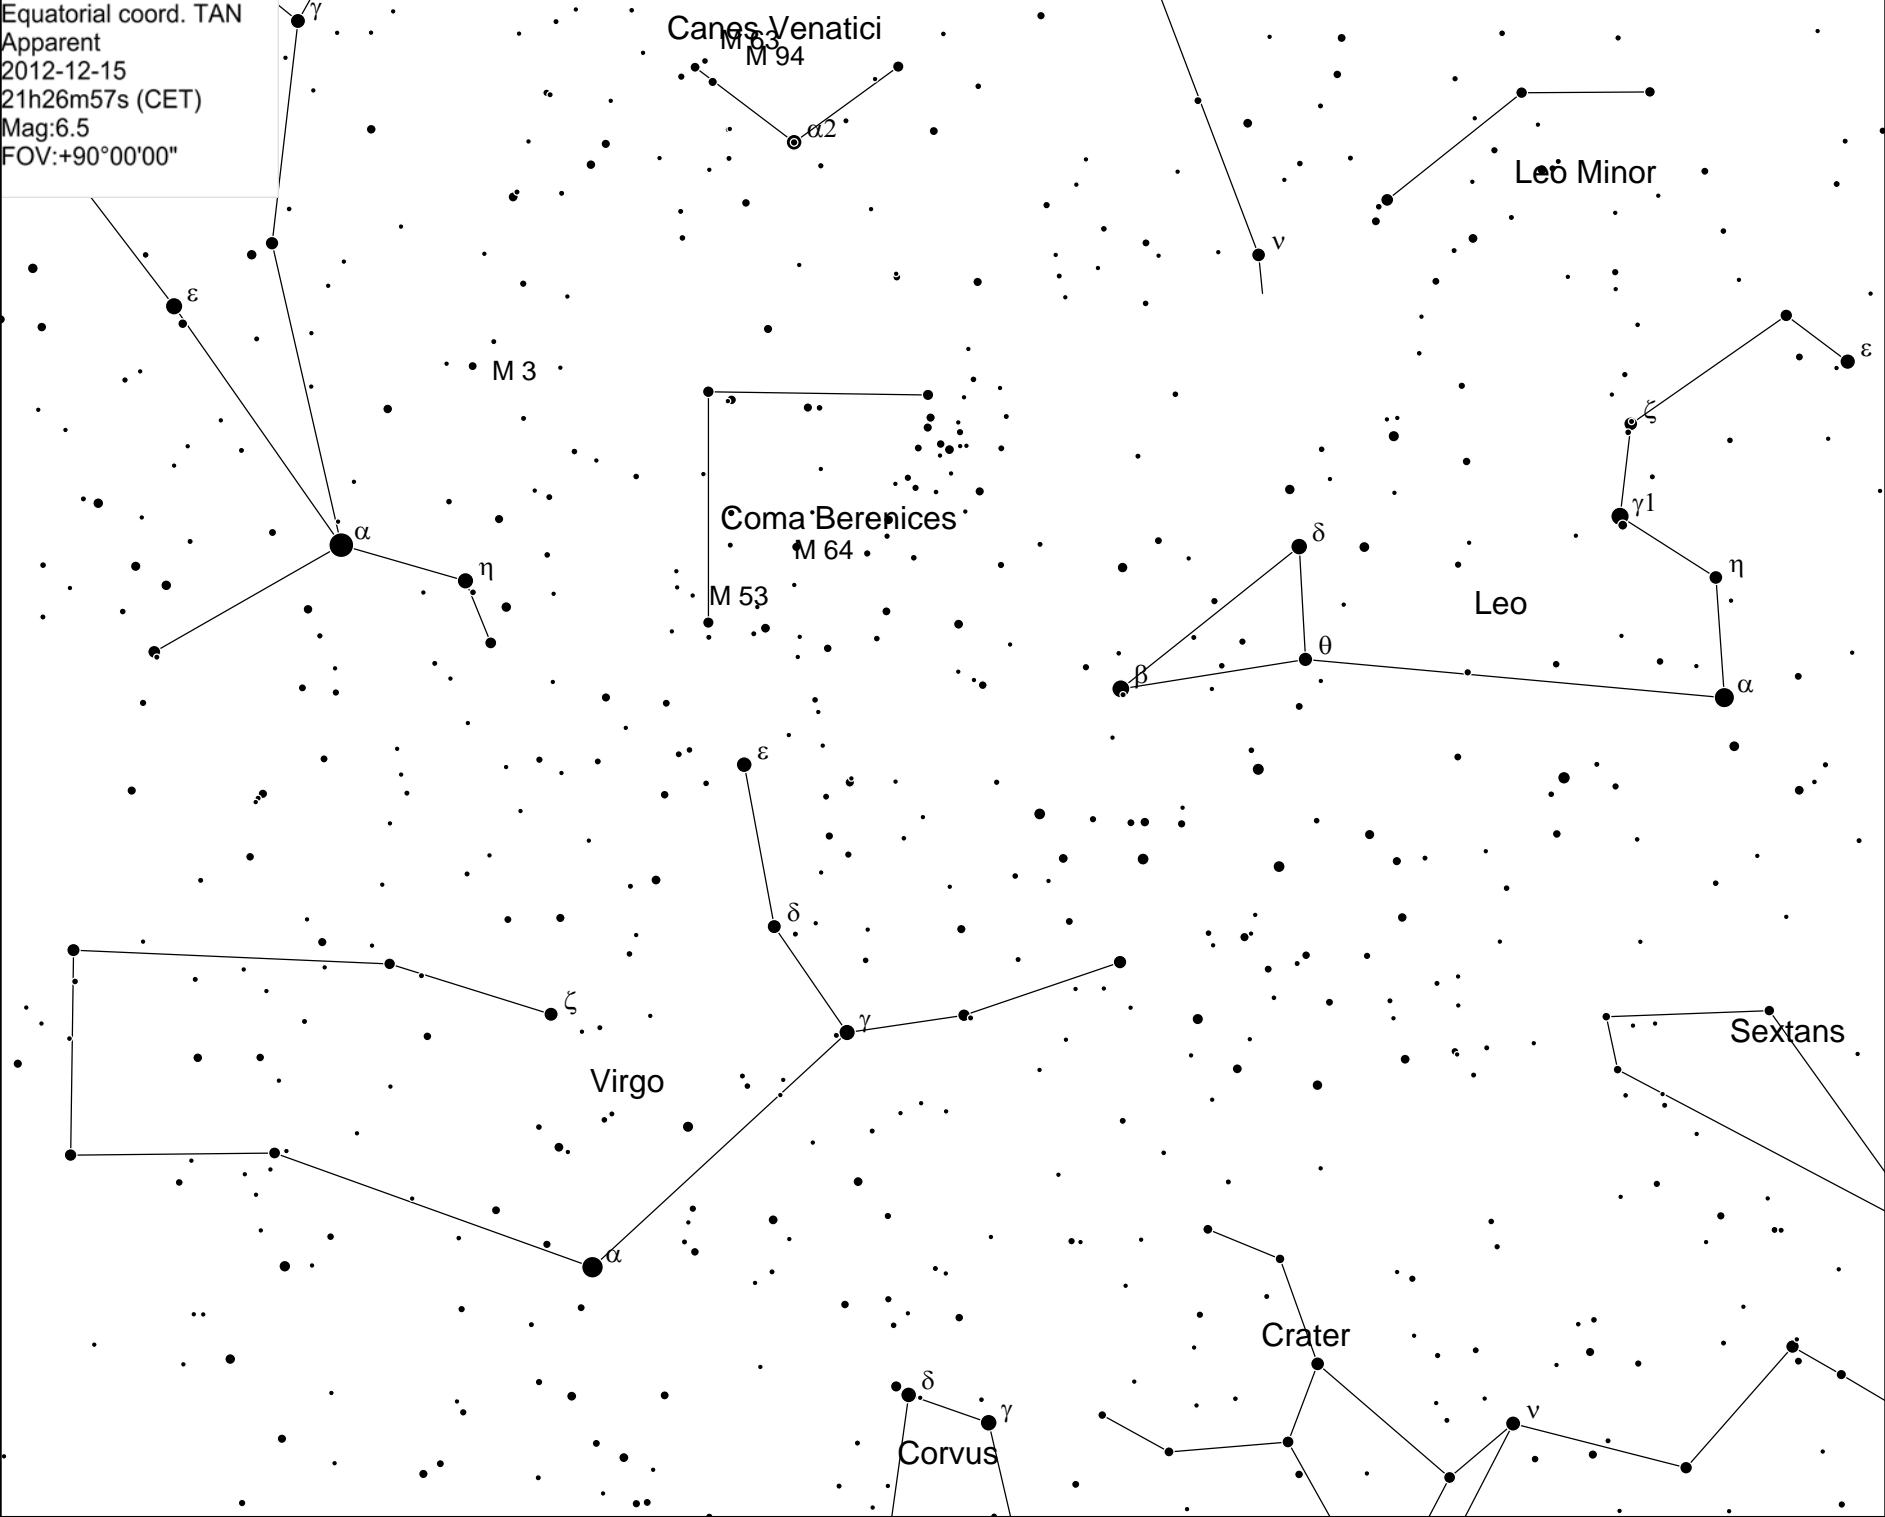 Equatorial coord. TAN
Apparent
2012-12-15
21h26m57s (CET)
Mag:6.5
FOV:+90°00'00"
γ
Canes Venatici
M 63
M 94
α2
Leo Minor
ν
ε
M 3
ε
ζ
γ1
Coma Berenices
α
δ
M 64
η
η
M 53
Leo
θ
β
α
ε
δ
ζ
γ
Sextans
Virgo
α
Crater
δ
γ
ν
Corvus